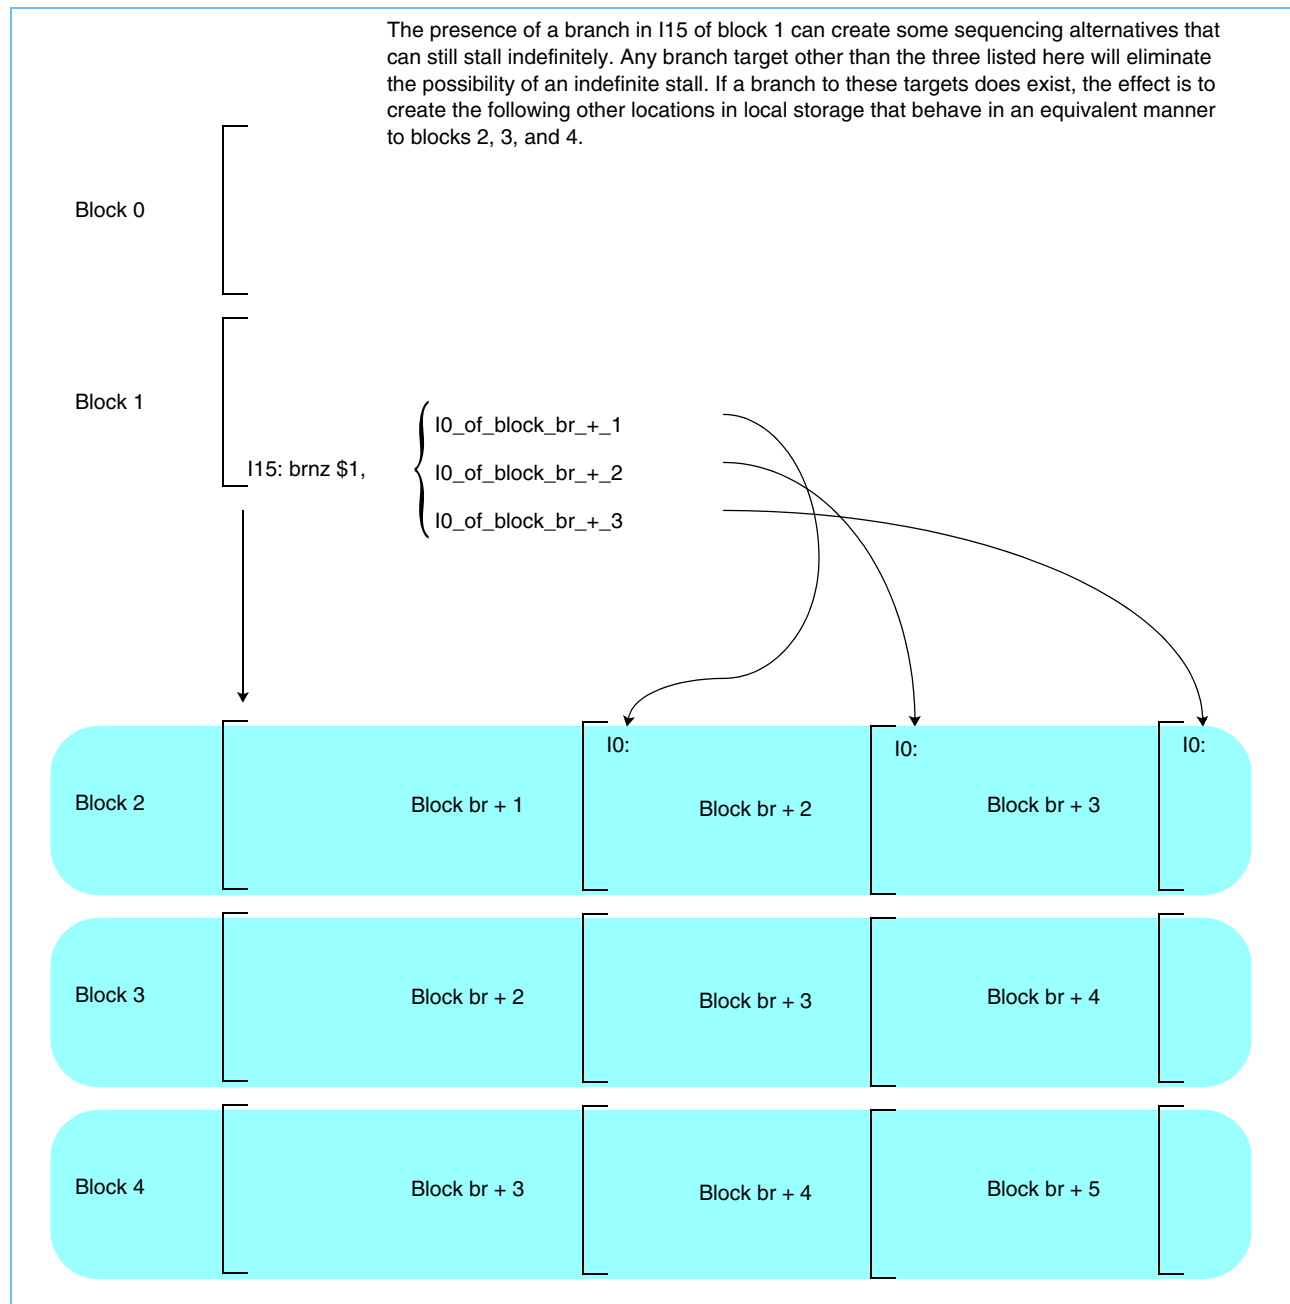 The presence of a branch in I15 of block 1 can create some sequencing alternatives that
can still stall indefinitely. Any branch target other than the three listed here will eliminate
the possibility of an indefinite stall. If a branch to these targets does exist, the effect is to
create the following other locations in local storage that behave in an equivalent manner
to blocks 2, 3, and 4.
Block 0
Block 1
I0_of_block_br_+_1
I15: brnz $1,
I0_of_block_br_+_2
I0_of_block_br_+_3
I0:
I0:
I0:
Block 2
Block br + 1
Block br + 2
Block br + 3
Block 3
Block br + 2
Block br + 3
Block br + 4
Block 4
Block br + 3
Block br + 4
Block br + 5